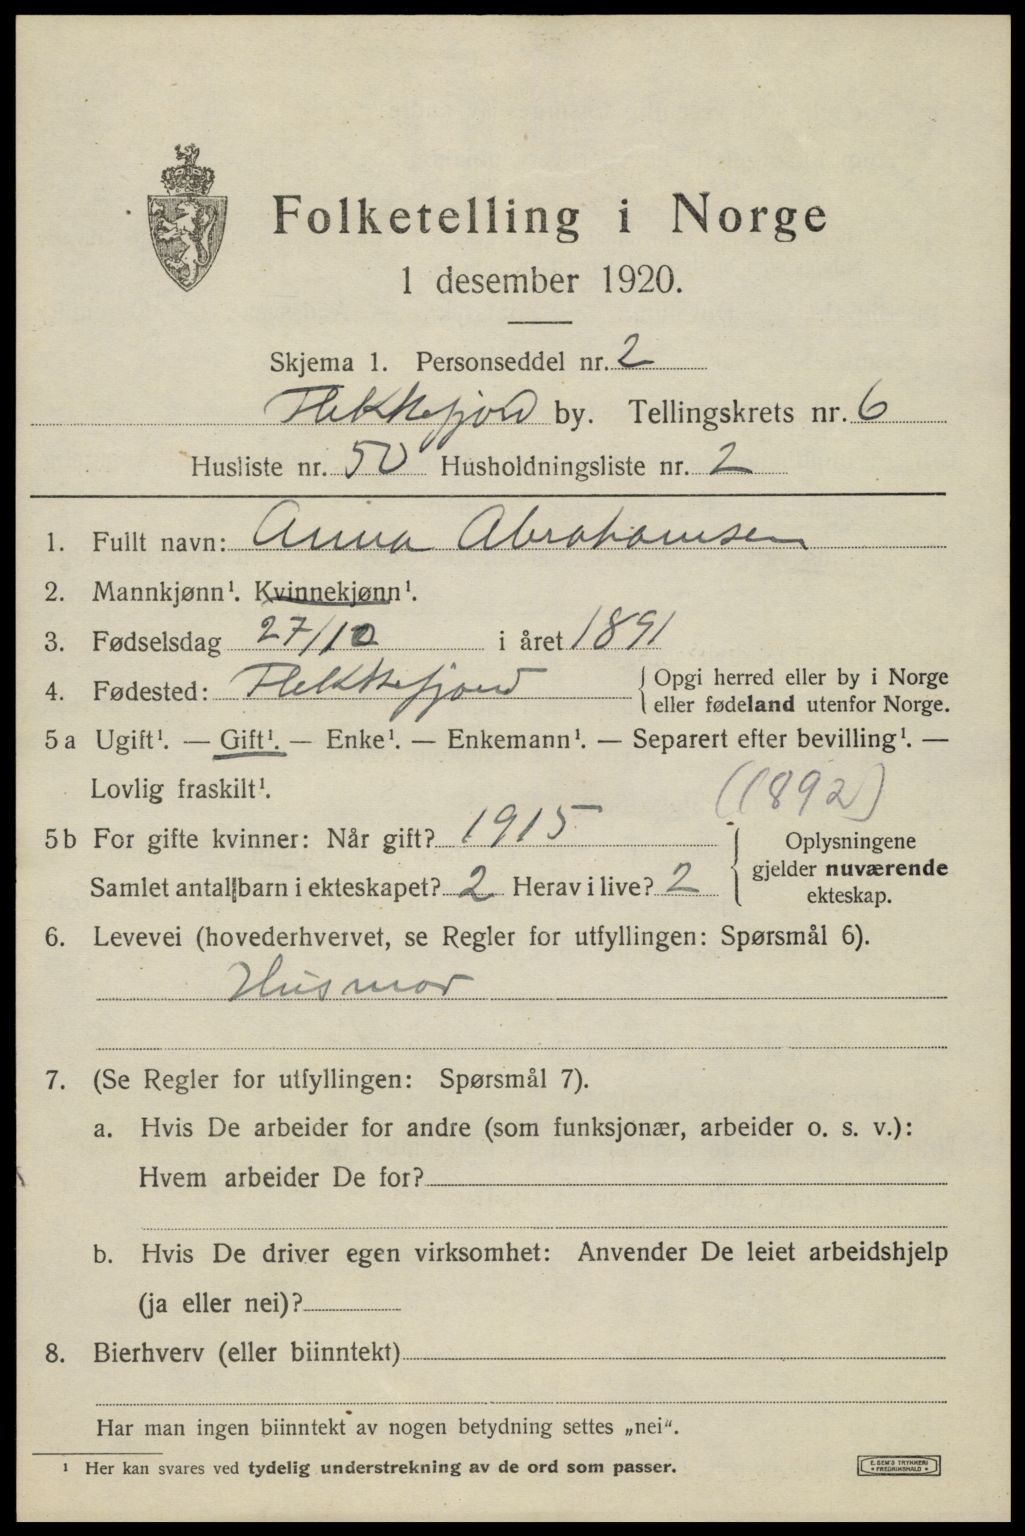 Folketelling i Norge
1 desember 1920.
Skjema 1. Personseddel nr. 2
Flekkefjord by. Tellingskrets nr. 6
Husliste nr. 50 Husholdningsliste nr. 2
1. Fullt navn: Anna Abrahamsen
2. Mannkjønn¹. Kvinnekjønn¹.
3. Fødselsdag 27/10 i året 1891
4. Fødested: Flekkefjord { Opgi herred eller by i Norge
eller fødeland utenfor Norge.
5 a Ugift¹. — Gift¹. — Enke¹. — Enkemann¹. — Separert efter bevilling¹. —
Lovlig fraskilt¹.
(1892)
5 b For gifte kvinner: Når gift? 1915
Samlet antal barn i ekteskapet? 2 Herav i live? 2
Oplysningene
gjelder nuværende
ekteskap.
6. Levevei (hovederhvervet, se Regler for utfyllingen: Spørsmål 6).
Husmor
7. (Se Regler for utfyllingen: Spørsmål 7).
a. Hvis De arbeider for andre (som funksjonær, arbeider o. s. v.):
Hvem arbeider De for?
b. Hvis De driver egen virksomhet: Anvender De leiet arbeidshjelp
(ja eller nei)?
8. Bierhverv (eller biinntekt)
Har man ingen biinntekt av nogen betydning settes „nei“.
¹ Her kan svares ved tydelig understrekning av de ord som passer.
E. SEM'S TRYKKERI
• FREDRIKSHALD •